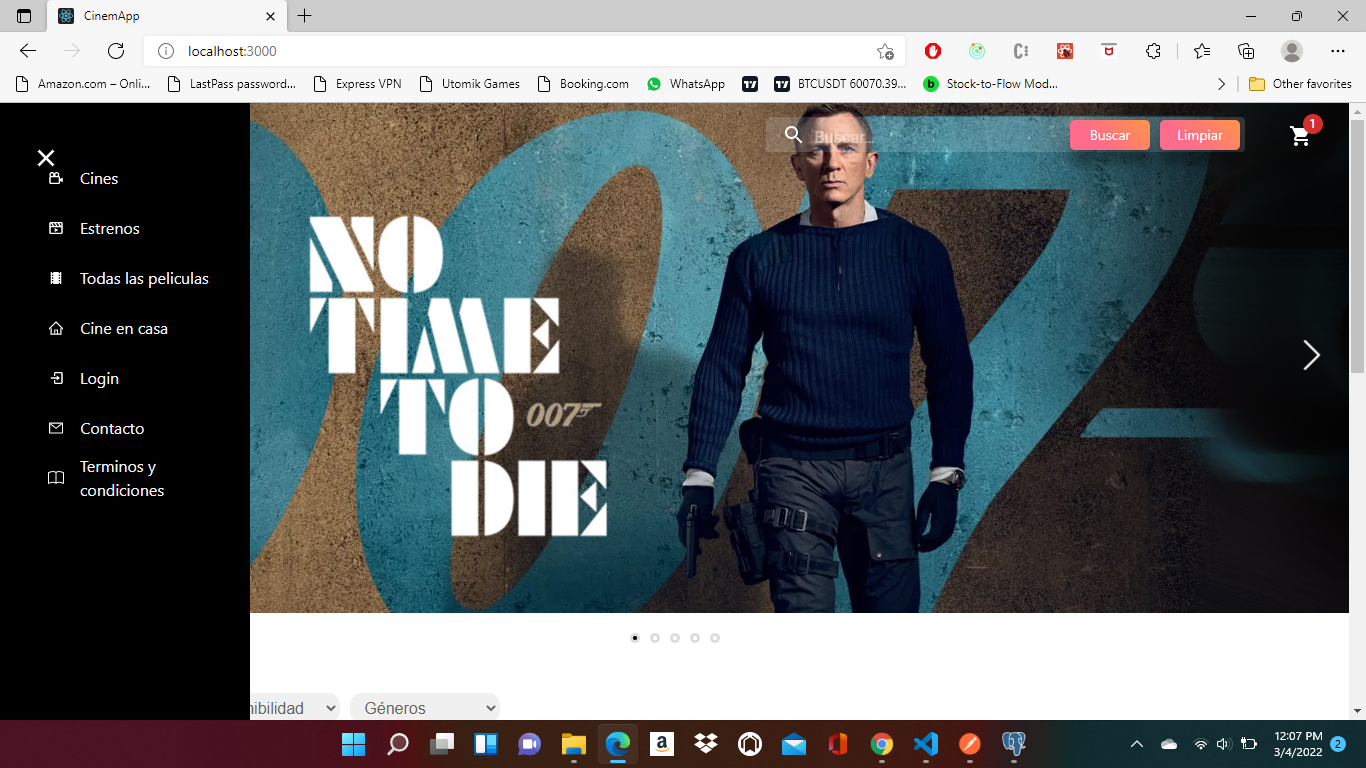 CinemApp
localhost:3000
Amazon.com – Onli...
LastPass password...
Express VPN
Utomik Games
Booking.com
WhatsApp
BTCUSDT 60070.39...
Stock-to-Flow Mod...
Other favorites
Buscar...
Buscar
Limpiar
1
Cines
Estrenos
Todas las peliculas
Cine en casa
Login
Contacto
Terminos y
condiciones
NO
TIME
TO
DIE
007
007
nibilidad
Géneros
12:07 PM
3/4/2022
2